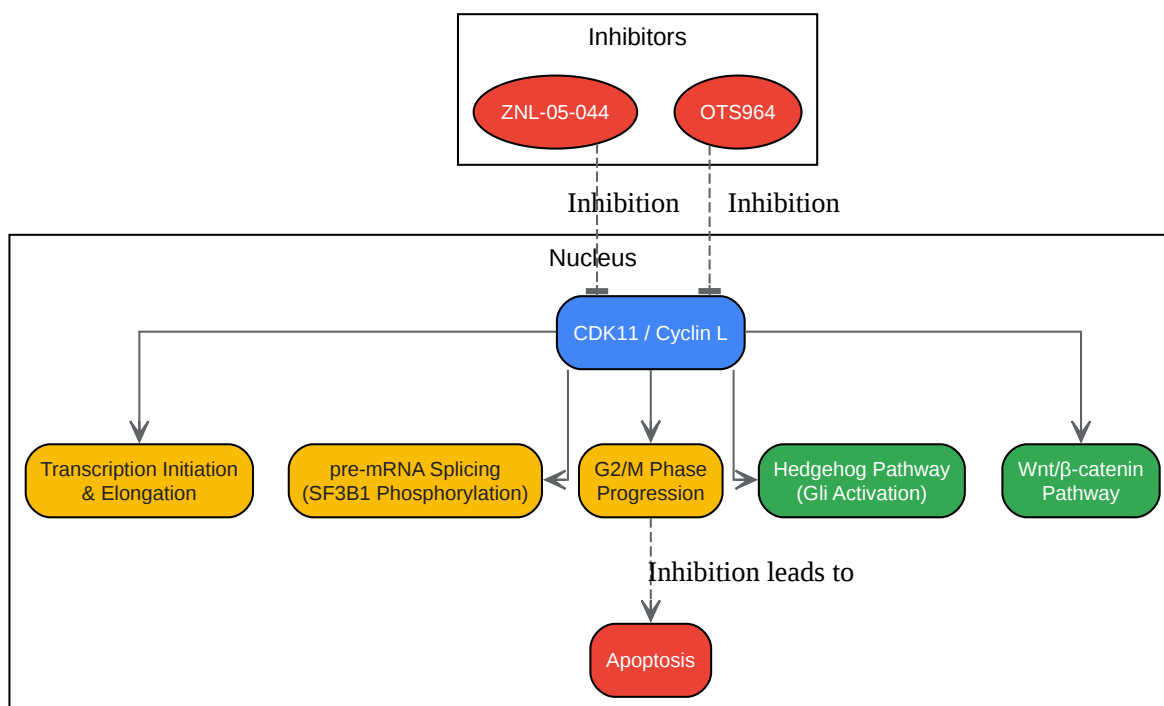 Inhibitors
ZNL-05-044
OTS964
Inhibition
Inhibition
Nucleus
CDK11 / Cyclin L
Transcription Initiation
& Elongation
pre-mRNA Splicing
(SF3B1 Phosphorylation)
G2/M Phase
Progression
Hedgehog Pathway
(Gli Activation)
Wnt/β-catenin
Pathway
Inhibition leads to
Apoptosis